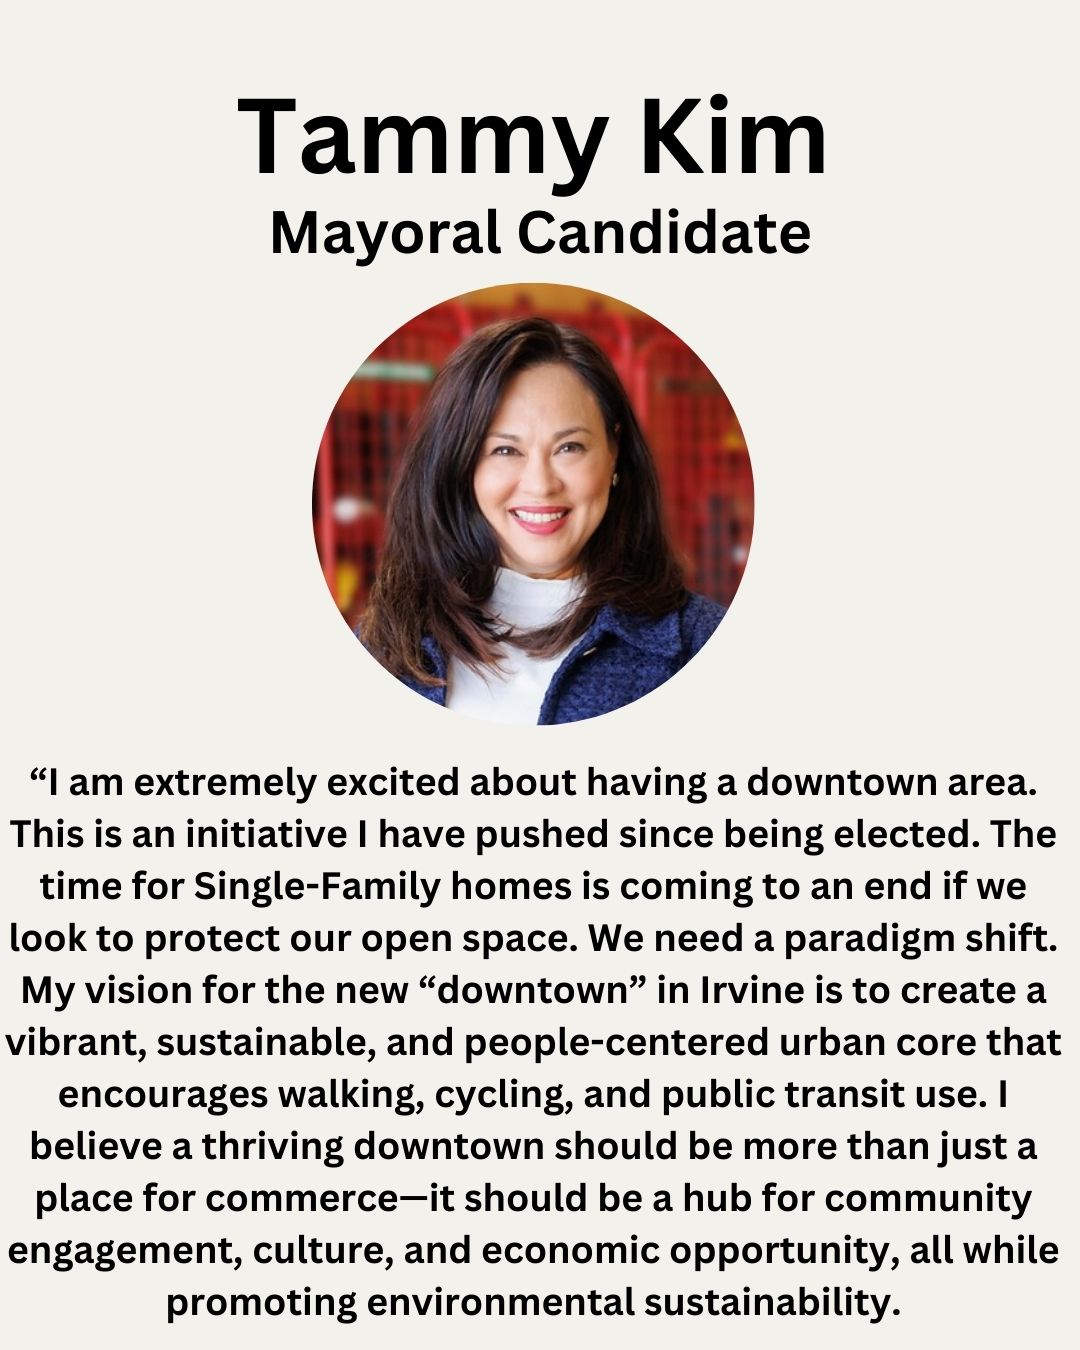 Tammy Kim
Mayoral Candidate
“I am extremely excited about having a downtown area.
This is an initiative I have pushed since being elected. The
time for Single-Family homes is coming to an end if we
look to protect our open space. We need a paradigm shift.
My vision for the new “downtown” in Irvine is to create a
vibrant, sustainable, and people-centered urban core that
encourages walking, cycling, and public transit use. I
believe a thriving downtown should be more than just a
place for commerce—it should be a hub for community
engagement, culture, and economic opportunity, all while
promoting environmental sustainability.